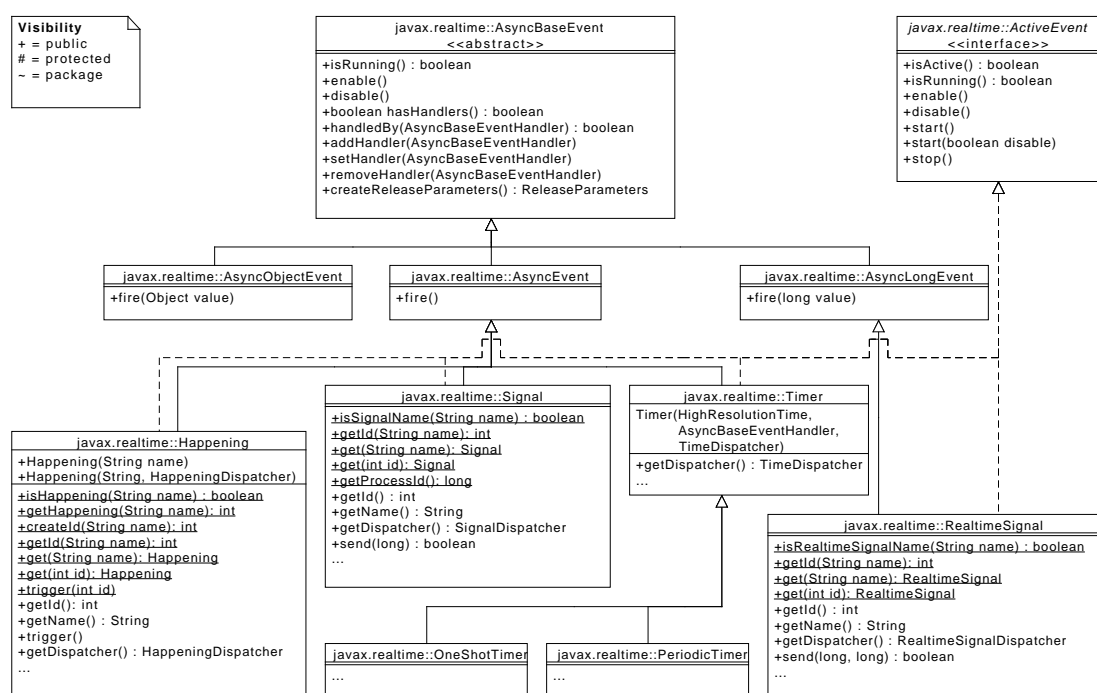 Visibility
+ = public
# = protected
~ = package
javax.realtime::AsyncBaseEvent
<<abstract>>
+isRunning() : boolean
+enable()
+disable()
+boolean hasHandlers() : boolean
+handledBy(AsyncBaseEventHandler) : boolean
+addHandler(AsyncBaseEventHandler)
+setHandler(AsyncBaseEventHandler)
+removeHandler(AsyncBaseEventHandler)
+createReleaseParameters() : ReleaseParameters
javax.realtime::ActiveEvent
<<interface>>
+isActive() : boolean
+isRunning() : boolean
+enable()
+disable()
+start()
+start(boolean disable)
+stop()
javax.realtime::AsyncObjectEvent
+fire(Object value)
javax.realtime::AsyncEvent
+fire()
javax.realtime::AsyncLongEvent
+fire(long value)
javax.realtime::Happening
+Happening(String name)
+Happening(String, HappeningDispatcher)
+isHappening(String name) : boolean
+getHappening(String name): int
+createId(String name): int
+getId(String name): int
+get(String name): Happening
+get(int id): Happening
+trigger(int id)
+getId(): int
+getName() : String
+trigger()
+getDispatcher() : HappeningDispatcher
...
javax.realtime::Signal
+isSignalName(String name) : boolean
+getId(String name): int
+get(String name): Signal
+get(int id): Signal
+getProcessId(): long
+getId() : int
+getName() : String
+getDispatcher() : SignalDispatcher
+send(long) : boolean
...
javax.realtime::Timer
Timer(HighResolutionTime,
AsyncBaseEventHandler,
TimeDispatcher)
+getDispatcher() : TimeDispatcher
...
javax.realtime::RealtimeSignal
+isRealtimeSignalName(String name) : boolean
+getId(String name): int
+get(String name): RealtimeSignal
+get(int id): RealtimeSignal
+getId() : int
+getName() : String
+getDispatcher() : RealtimeSignalDispatcher
+send(long, long) : boolean
...
javax.realtime::OneShotTimer
...
javax.realtime::PeriodicTimer
...